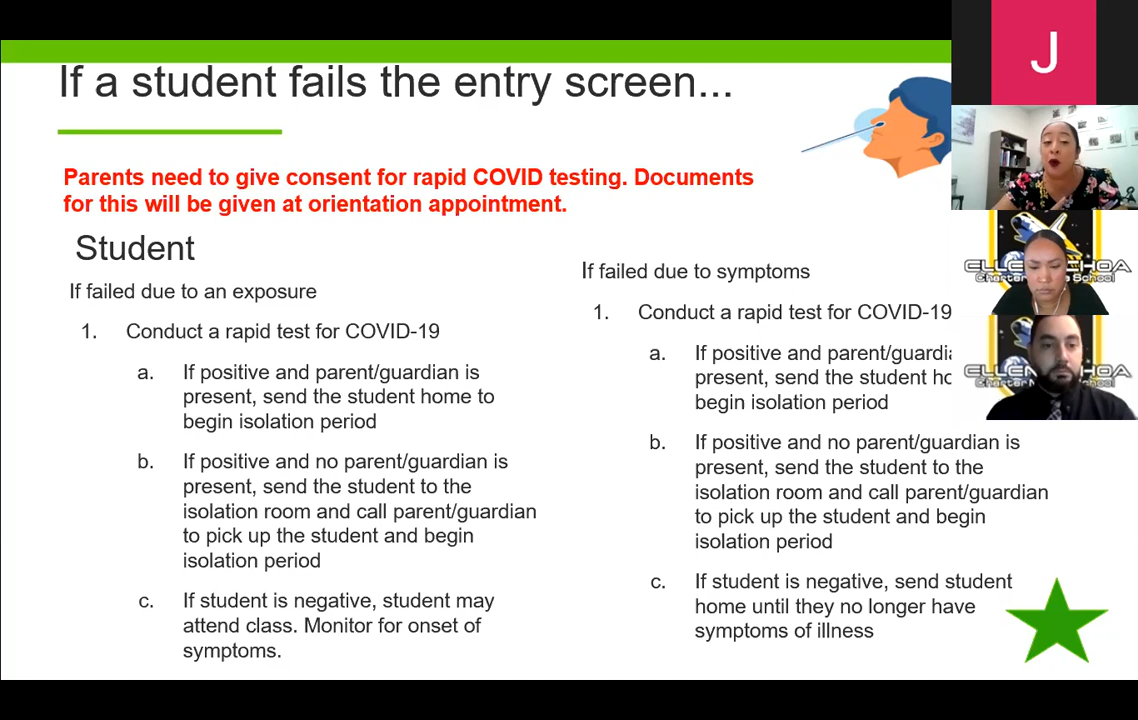 If a student fails the entry screen...
Parents need to give consent for rapid COVID testing. Documents
for this will be given at orientation appointment.
Student
If failed due to an exposure
1. Conduct a rapid test for COVID-19
a. If positive and parent/guardian is
present, send the student home to
begin isolation period
b. If positive and no parent/guardian is
present, send the student to the
isolation room and call parent/guardian
to pick up the student and begin
isolation period
c. If student is negative, student may
attend class. Monitor for onset of
symptoms.
If failed due to symptoms
1. Conduct a rapid test for COVID-19
a. If positive and parent/
present, send the student
begin isolation period
b. If positive and no parent/guardian is
present, send the student to the
isolation room and call parent/guardian
to pick up the student and begin
isolation period
c. If student is negative, send student
home until they no longer have
symptoms of illness
J
ELLEN
Charter School
ELLEN
Charter School